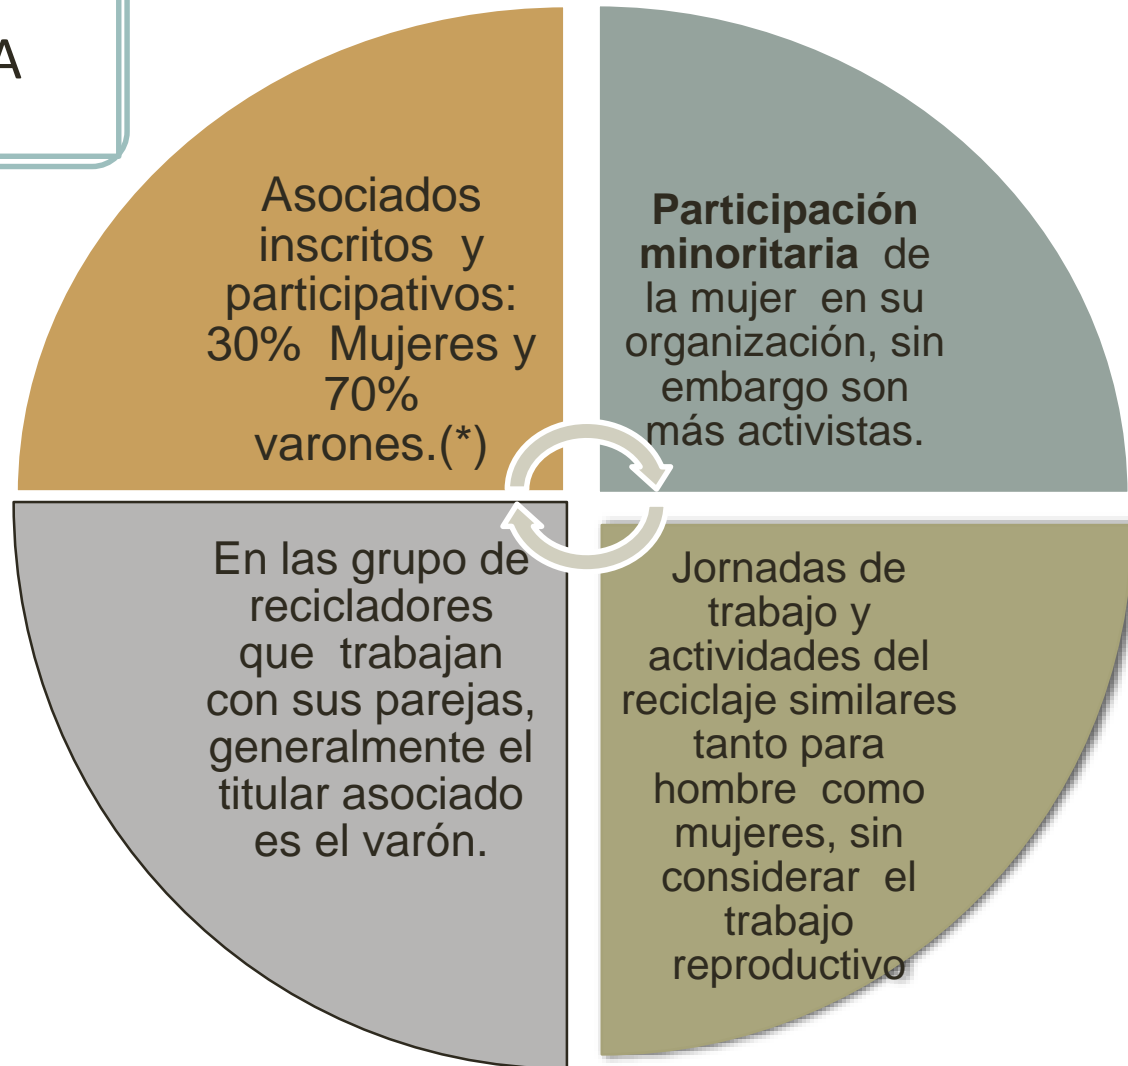 A
Asociados
inscritos y
participativos:
30% Mujeres y
70%
varones.(*)
Participación
minoritaria de
la mujer en su
organización, sin
embargo son
más activistas.
En las grupo de
recicladores
que trabajan
con sus parejas,
generalmente el
titular asociado
es el varón.
Jornadas de
trabajo y
actividades del
reciclaje similares
tanto para
hombre como
mujeres, sin
considerar el
trabajo
reproductivo